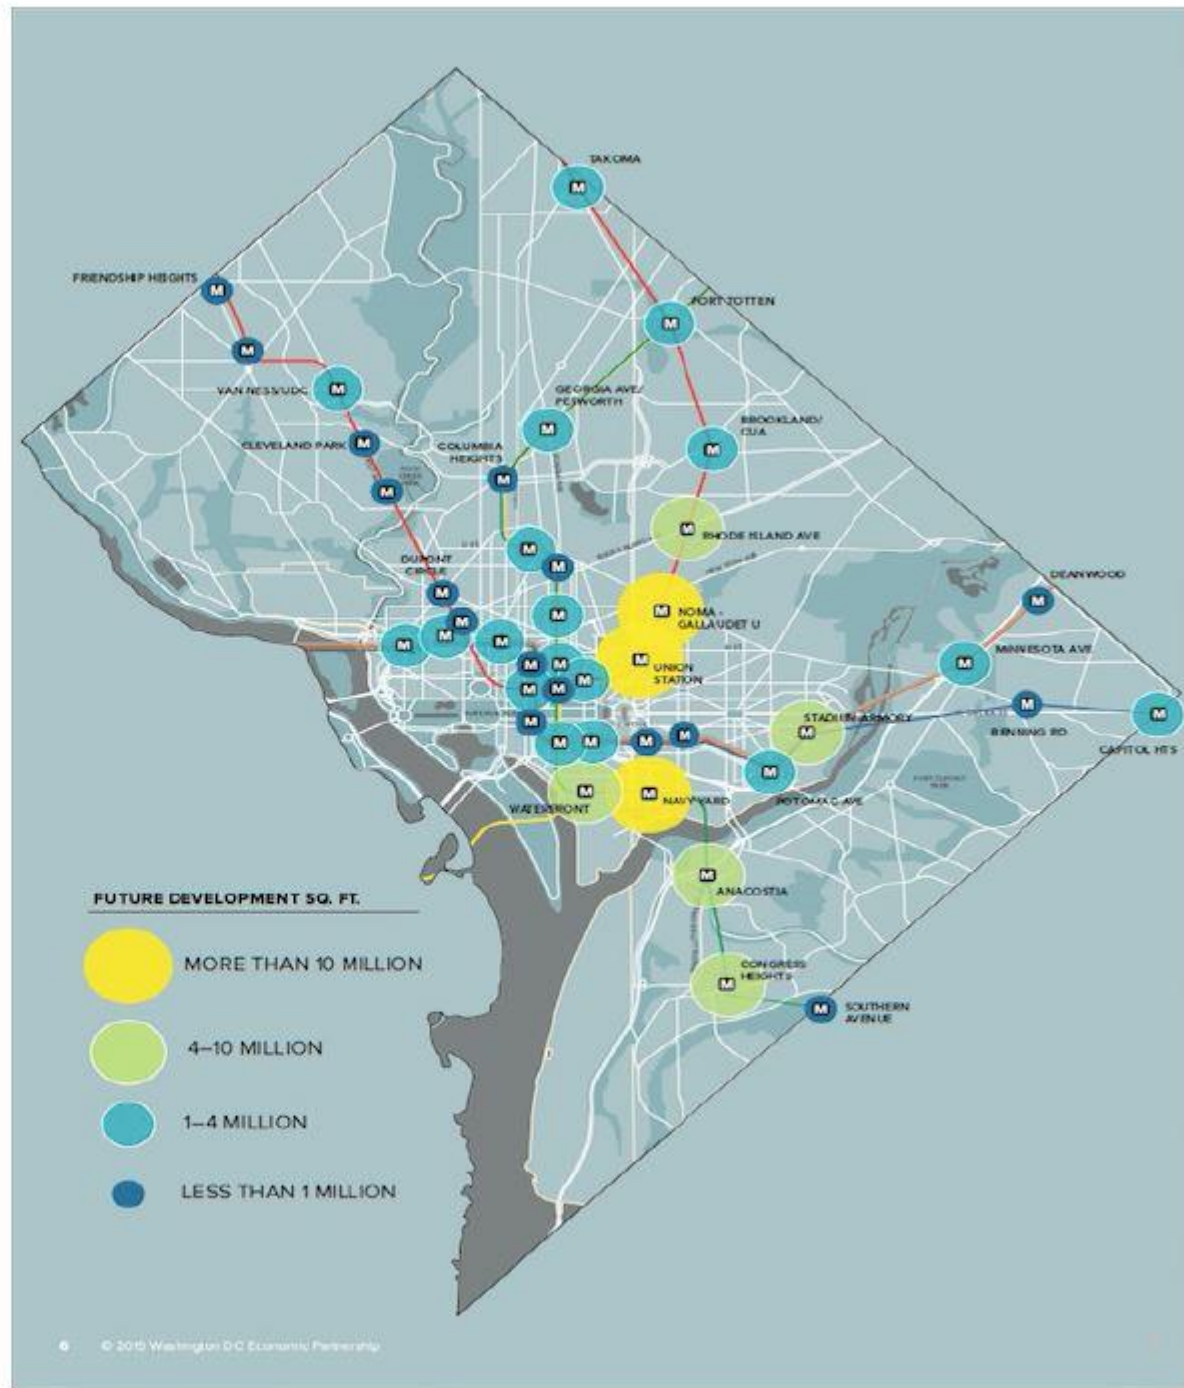 TAKOMA
FRIENDSHIP HEIGHTS
FORT TOTTEN
VAN NESS/UDC
GEORGIA AVE/
PETWORTH
CLEVELAND PARK
COLUMBIA
HEIGHTS
BROOKLAND/
CUA
RHODE ISLAND AVE
DUPONT
CIRCLE
DEANWOOD
NOMA -
GALLAUDET U
MINNESOTA AVE
UNION
STATION
STADIUM-ARMORY
BENNING RD
CAPITOL HTS
WATERFRONT
NAVY YARD
POTOMAC AVE
ANACOSTIA
CONGRESS
HEIGHTS
SOUTHERN
AVENUE
FUTURE DEVELOPMENT SQ. FT.
MORE THAN 10 MILLION
4–10 MILLION
1–4 MILLION
LESS THAN 1 MILLION
6 © 2015 Washington DC Economic Partnership